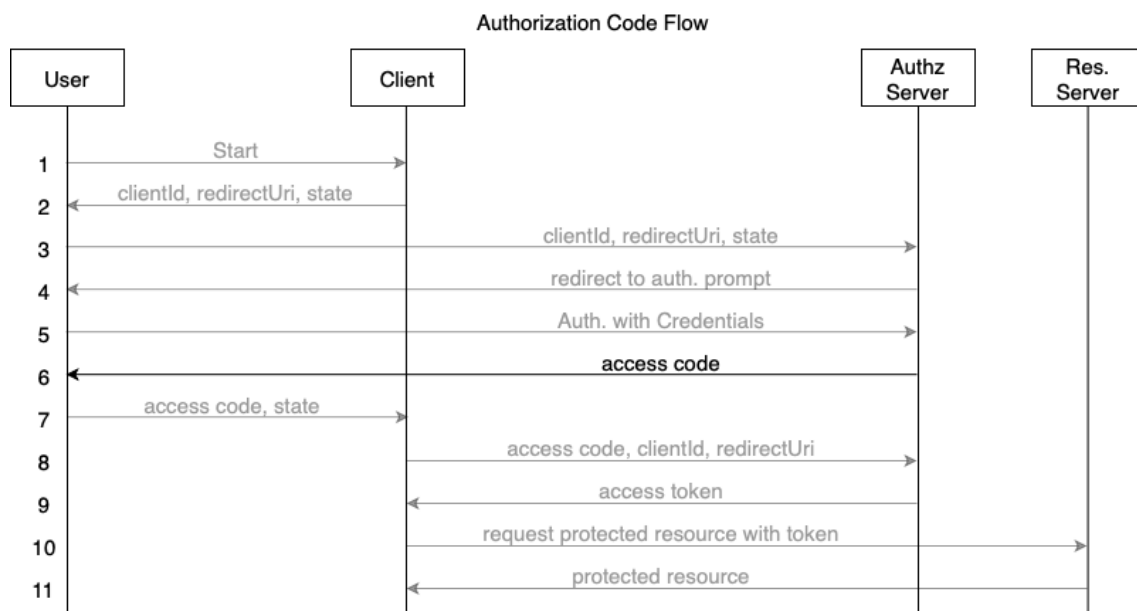 Authorization Code Flow
User
Client
Authz
Server
Res.
Server
1
Start
2
clientId, redirectUri, state
3
clientId, redirectUri, state
4
redirect to auth. prompt
5
Auth. with Credentials
6
access code
7
access code, state
8
access code, clientId, redirectUri
9
access token
10
request protected resource with token
11
protected resource